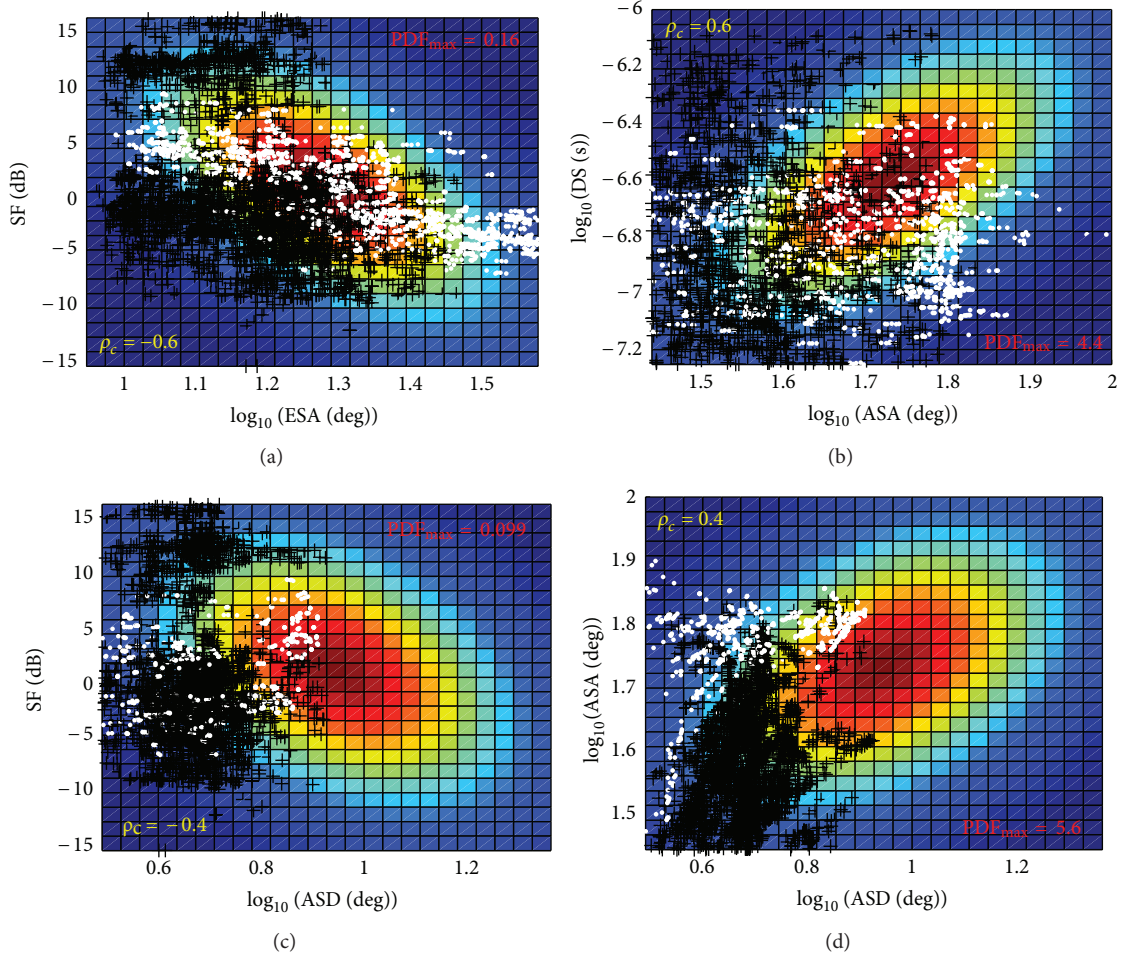 15
10
5
0
−5
−10
−15
SF (dB)
PDFmax = 0.16
ρc = −0.6
1 1.1 1.2 1.3 1.4 1.5
log10 (ESA (deg))
(a)
−6
−6.2
−6.4
−6.6
−6.8
−7
−7.2
log10 (DS (s))
ρc = 0.6
PDFmax = 4.4
1.5 1.6 1.7 1.8 1.9 2
log10 (ASA (deg))
(b)
15
10
5
0
−5
−10
−15
SF (dB)
PDFmax = 0.099
ρC = −0.4
0.6 0.8 1 1.2
log10 (ASD (deg))
(c)
2
1.9
1.8
1.7
1.6
1.5
log10(ASA (deg))
ρc = 0.4
PDFmax = 5.6
0.6 0.8 1 1.2
log10 (ASD (deg))
(d)